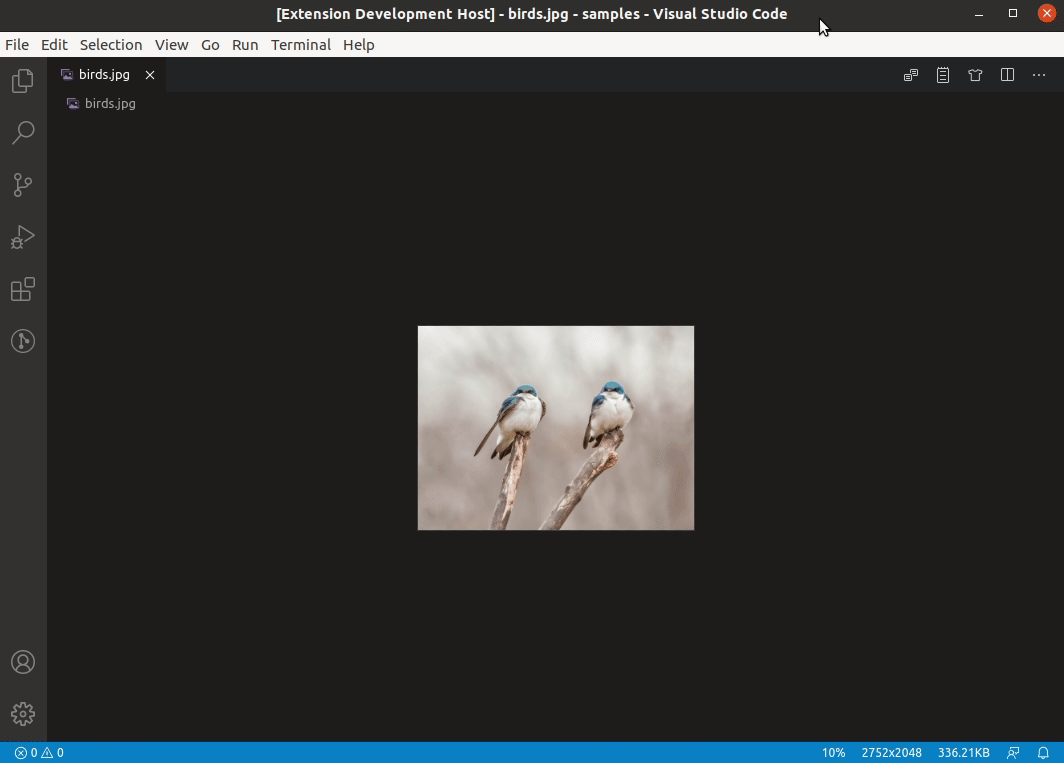 [Extension Development Host] - birds.jpg - samples - Visual Studio Code
File Edit Selection View Go Run Terminal Help
birds.jpg
birds.jpg
0 0 10% 2752x2048 336.21KB